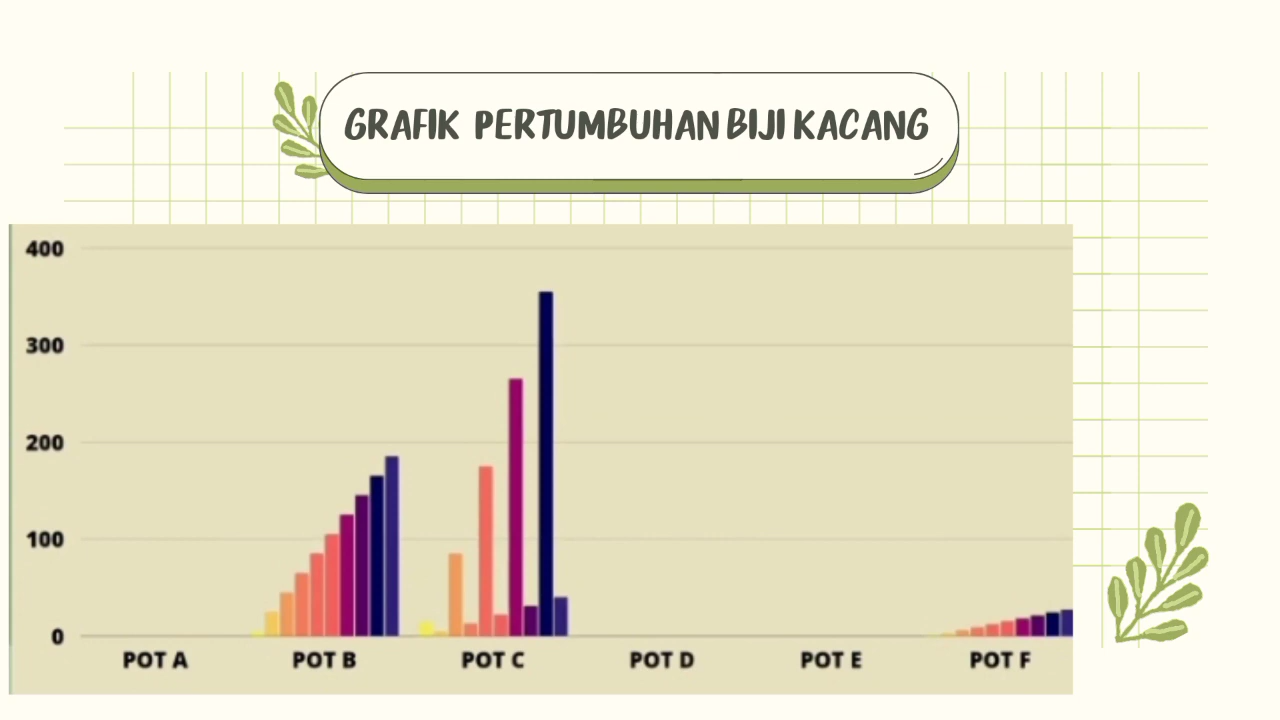 GRAFIK PERTUMBUHAN BIJI KACANG
400
300
200
100
0
POT A POT B POT C POT D POT E POT F